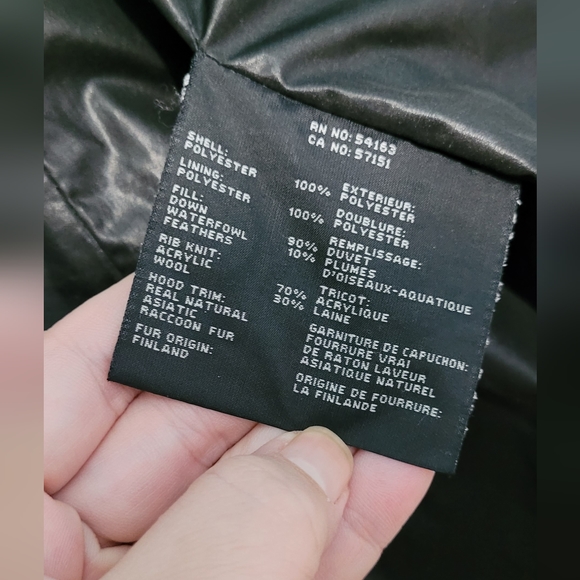 RN NO: 54163
CA NO: 57151
SHELL:
POLYESTER
LINING:
POLYESTER
FILL:
DOWN
WATERFOWL
FEATHERS
RIB KNIT:
ACRYLIC
WOOL
HOOD TRIM:
REAL NATURAL
ASIATIC
RACCOON FUR
FUR ORIGIN:
FINLAND
100%
100%
90%
10%
70%
30%
EXTERIEUR:
POLYESTER
DOUBLURE:
POLYESTER
REMPLISSAGE:
DUVET
PLUMES
D'OISEAUX-AQUATIQUE
TRICOT:
ACRYLIQUE
LAINE
GARNITURE DE CAPUCHON:
FOURRURE VRAI
DE RATON LAVEUR
ASIATIQUE NATUREL
ORIGINE DE FOURRURE:
LA FINLANDE